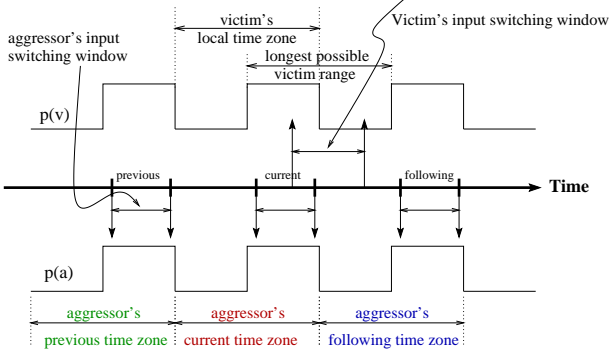 victim's
local time zone
Victim's input switching window
aggressor's input
switching window
longest possible
victim range
p(v)
previous
current
following
Time
p(a)
aggressor's
previous time zone
aggressor's
current time zone
aggressor's
following time zone